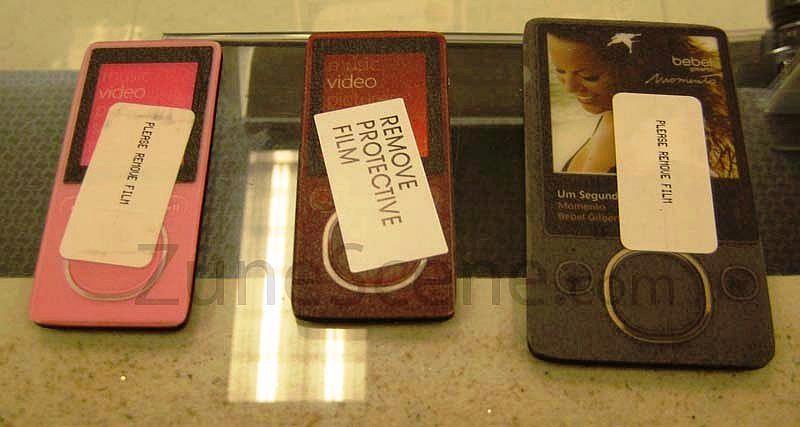 music
video
PLEASE REMOVE FILM
music
video
REMOVE
PROTECTIVE
FILM
bebel
Momento
Um Segund
Momento
Bebel Gilber
PLEASE REMOVE FILM
ZuneScene.com